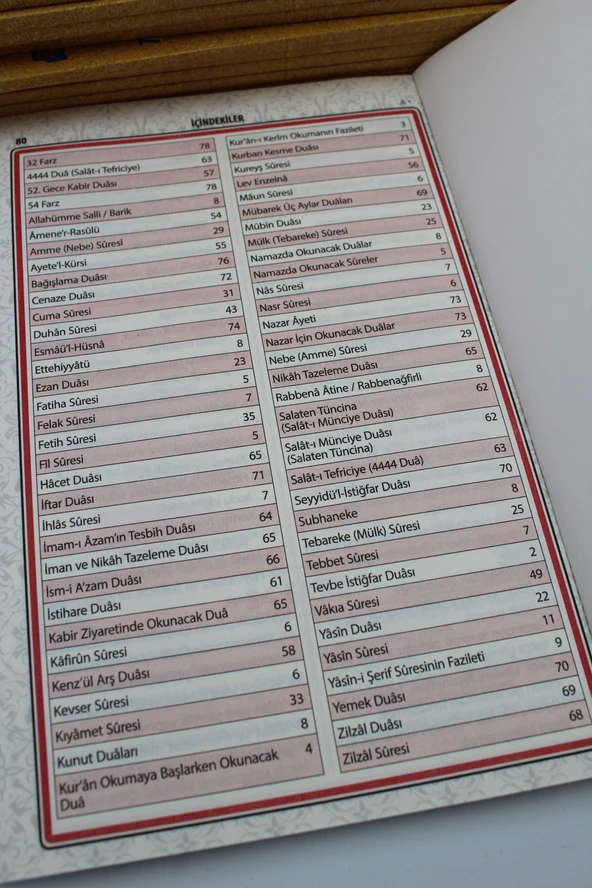 80
İÇİNDEKİLER
32 Farz 78
4444 Duâ (Salât-ı Tefriciye) 63
52. Gece Kabir Duâsı 57
54 Farz 78
Allahümme Salli / Barik 8
Âmene'r-Rasûlü 54
Amme (Nebe) Sûresi 29
Ayete'l-Kürsi 55
Bağışlama Duâsı 76
Cenaze Duâsı 72
Cuma Sûresi 31
Duhân Sûresi 43
Esmâü'l-Hüsnâ 74
Ettehiyyâtü 8
Ezan Duâsı 23
Fatiha Sûresi 5
Felak Sûresi 7
Fetih Sûresi 35
Fil Sûresi 5
Hâcet Duâsı 65
İftar Duâsı 71
İhlâs Sûresi 7
İmam-ı Âzam'ın Tesbih Duâsı 64
İman ve Nikâh Tazeleme Duâsı 65
İsm-i A'zam Duâsı 66
İstihare Duâsı 61
Kabir Ziyaretinde Okunacak Duâ 65
Kâfirûn Sûresi 6
Kenz'ül Arş Duâsı 58
Kevser Sûresi 6
Kıyâmet Sûresi 33
Kunut Duâları 8
Kur'ân Okumaya Başlarken Okunacak 4
Duâ
Kur'ân-ı Kerîm Okumanın Fazileti 3
Kurban Kesme Duâsı 71
Kureyş Sûresi 5
Lev Enzelnâ 56
Mâun Sûresi 6
Mübarek Üç Aylar Duâları 69
Mübin Duâsı 23
Mülk (Tebareke) Sûresi 25
Namazda Okunacak Duâlar 8
Namazda Okunacak Sûreler 5
Nâs Sûresi 7
Nasr Sûresi 6
Nazar Âyeti 73
Nazar İçin Okunacak Duâlar 73
Nebe (Amme) Sûresi 29
Nikâh Tazeleme Duâsı 65
Rabbenâ Âtine / Rabbenağfirli 8
Salaten Tüncina 62
(Salât-ı Münciye Duâsı)
Salât-ı Münciye Duâsı 62
(Salaten Tüncina)
Salât-ı Tefriciye (4444 Duâ) 63
Seyyidü'l-İstiğfar Duâsı 70
Subhaneke 8
Tebareke (Mülk) Sûresi 25
Tebbet Sûresi 7
Tevbe İstiğfar Duâsı 2
Vâkıa Sûresi 49
Yâsîn Duâsı 22
Yâsîn Sûresi 11
Yâsîn-i Şerif Sûresinin Fazileti 9
Yemek Duâsı 70
Zilzâl Duâsı 69
Zilzâl Sûresi 68